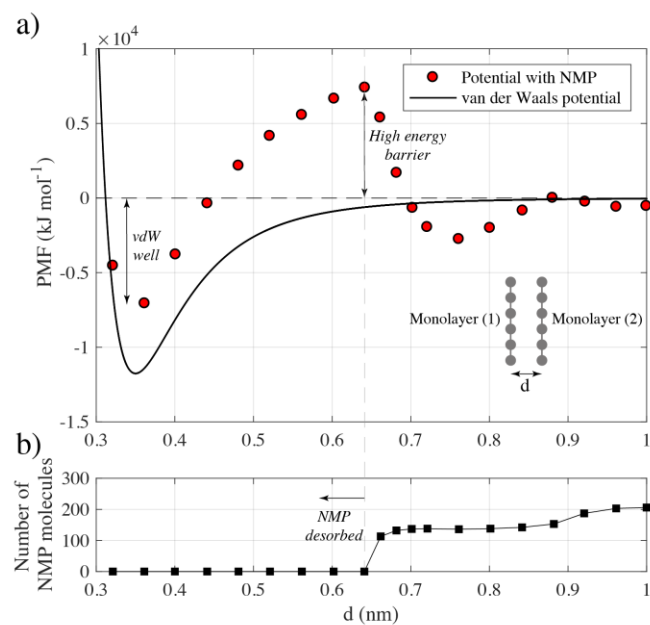 a)
×10⁴
1
0.5
0
-0.5
-1
-1.5
PMF (kJ mol⁻¹)
Potential with NMP
van der Waals potential
High energy
barrier
vdW
well
Monolayer (1)
Monolayer (2)
d
0.3 0.4 0.5 0.6 0.7 0.8 0.9 1
b)
300
200
100
0
Number of
NMP molecules
NMP
desorbed
0.3 0.4 0.5 0.6 0.7 0.8 0.9 1
d (nm)